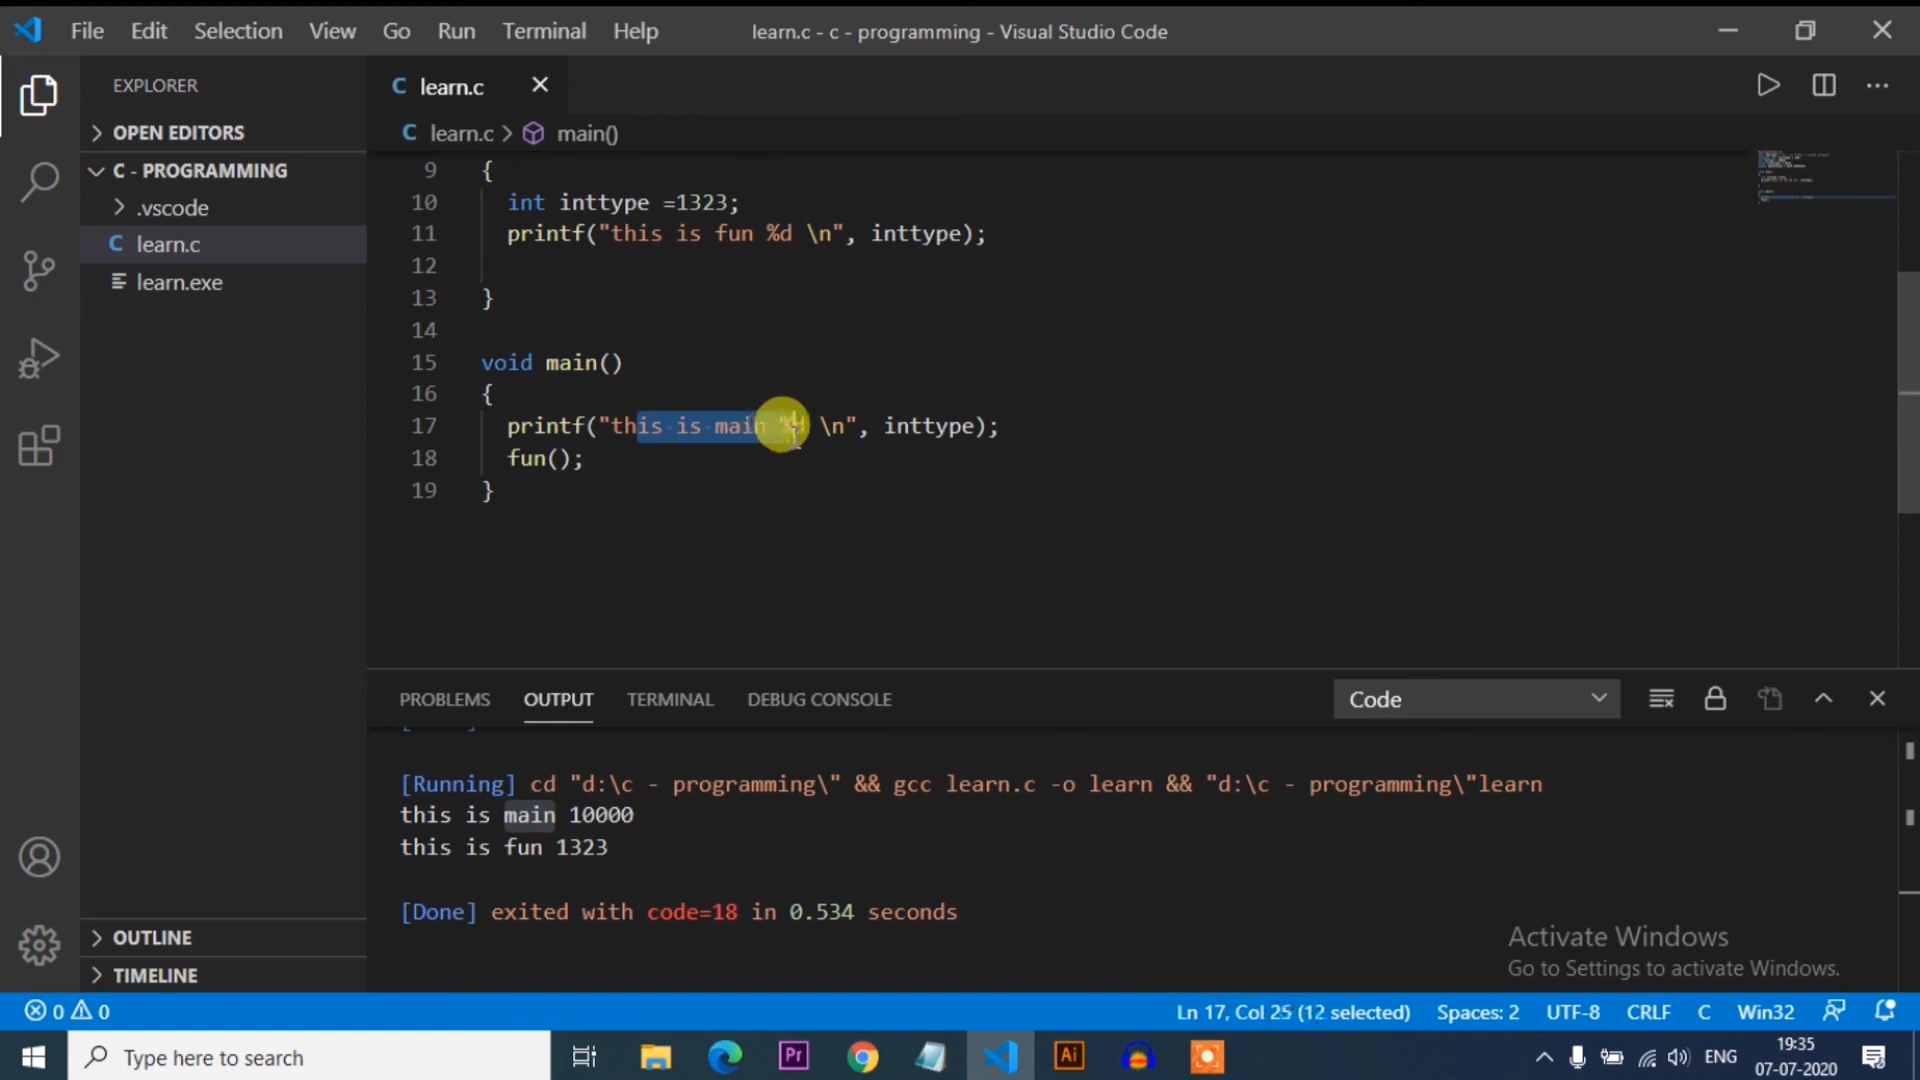 File Edit Selection View Go Run Terminal Help learn.c - c - programming - Visual Studio Code
EXPLORER
OPEN EDITORS
C - PROGRAMMING
.vscode
C learn.c
learn.exe
OUTLINE
TIMELINE
C learn.c
C learn.c > main()
9 {
10 int inttype =1323;
11 printf("this is fun %d \n", inttype);
12
13 }
14
15 void main()
16 {
17 printf("this is main %d \n", inttype);
18 fun();
19 }
PROBLEMS OUTPUT TERMINAL DEBUG CONSOLE Code
[Running] cd "d:\c - programming\" && gcc learn.c -o learn && "d:\c - programming\"learn
this is main 10000
this is fun 1323
[Done] exited with code=18 in 0.534 seconds
Activate Windows
Go to Settings to activate Windows.
0 0 Ln 17, Col 25 (12 selected) Spaces: 2 UTF-8 CRLF C Win32
Type here to search Pr Ai ENG 19:35
07-07-2020